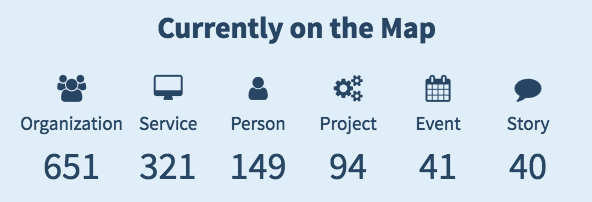 Currently on the Map
Organization Service Person Project Event Story
651 321 149 94 41 40